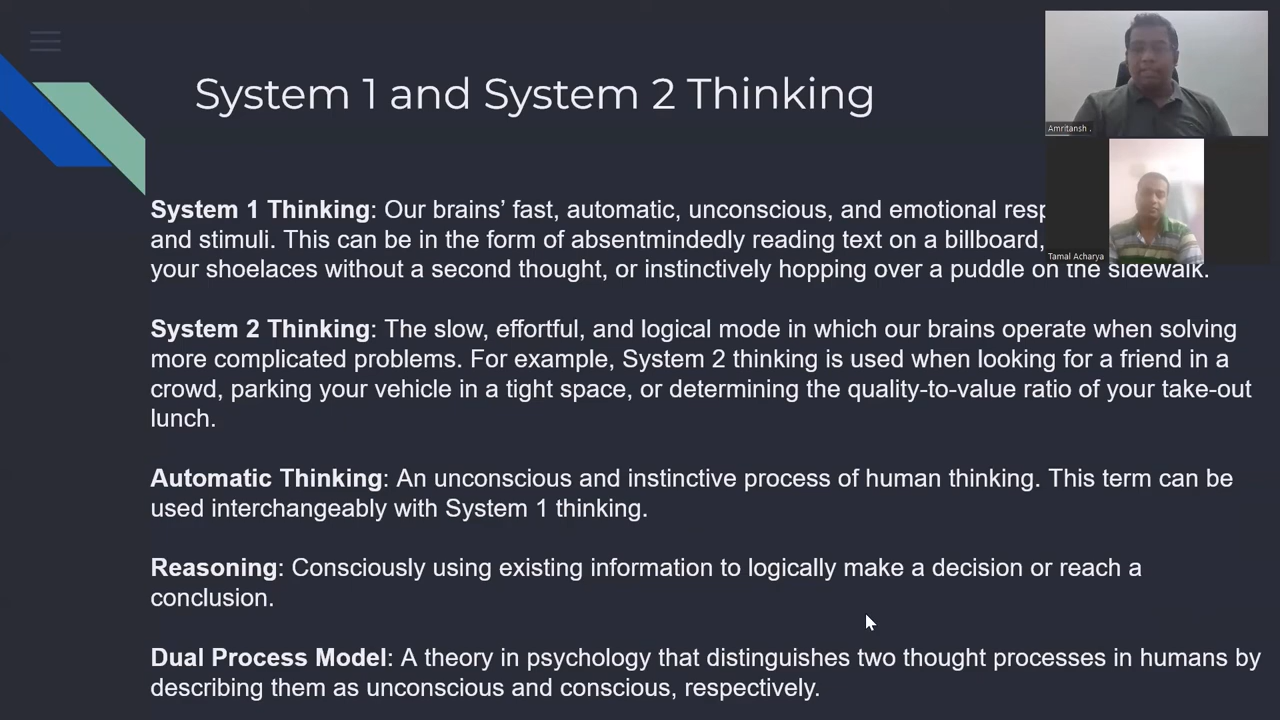 System 1 and System 2 Thinking
Amritansh .
System 1 Thinking: Our brains’ fast, automatic, unconscious, and emotional
and stimuli. This can be in the form of absentmindedly reading text on a billboard,
Tamal Acharya
your shoelaces without a second thought, or instinctively hopping over a puddle on the sidewalk.
System 2 Thinking: The slow, effortful, and logical mode in which our brains operate when solving
more complicated problems. For example, System 2 thinking is used when looking for a friend in a
crowd, parking your vehicle in a tight space, or determining the quality-to-value ratio of your take-out
lunch.
Automatic Thinking: An unconscious and instinctive process of human thinking. This term can be
used interchangeably with System 1 thinking.
Reasoning: Consciously using existing information to logically make a decision or reach a
conclusion.
Dual Process Model: A theory in psychology that distinguishes two thought processes in humans by
describing them as unconscious and conscious, respectively.